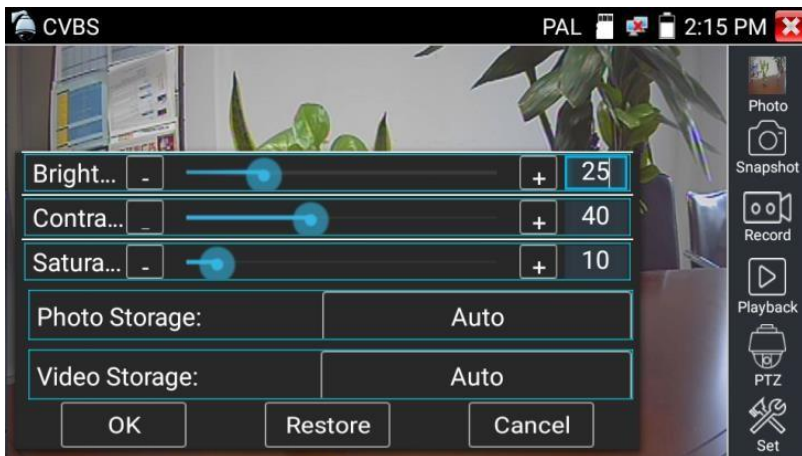 CVBS PAL 2:15 PM
Photo
Snapshot
Record
Playback
PTZ
Set
Bright... - + 25
Contra... - + 40
Satura... - + 10
Photo Storage: Auto
Video Storage: Auto
OK Restore Cancel